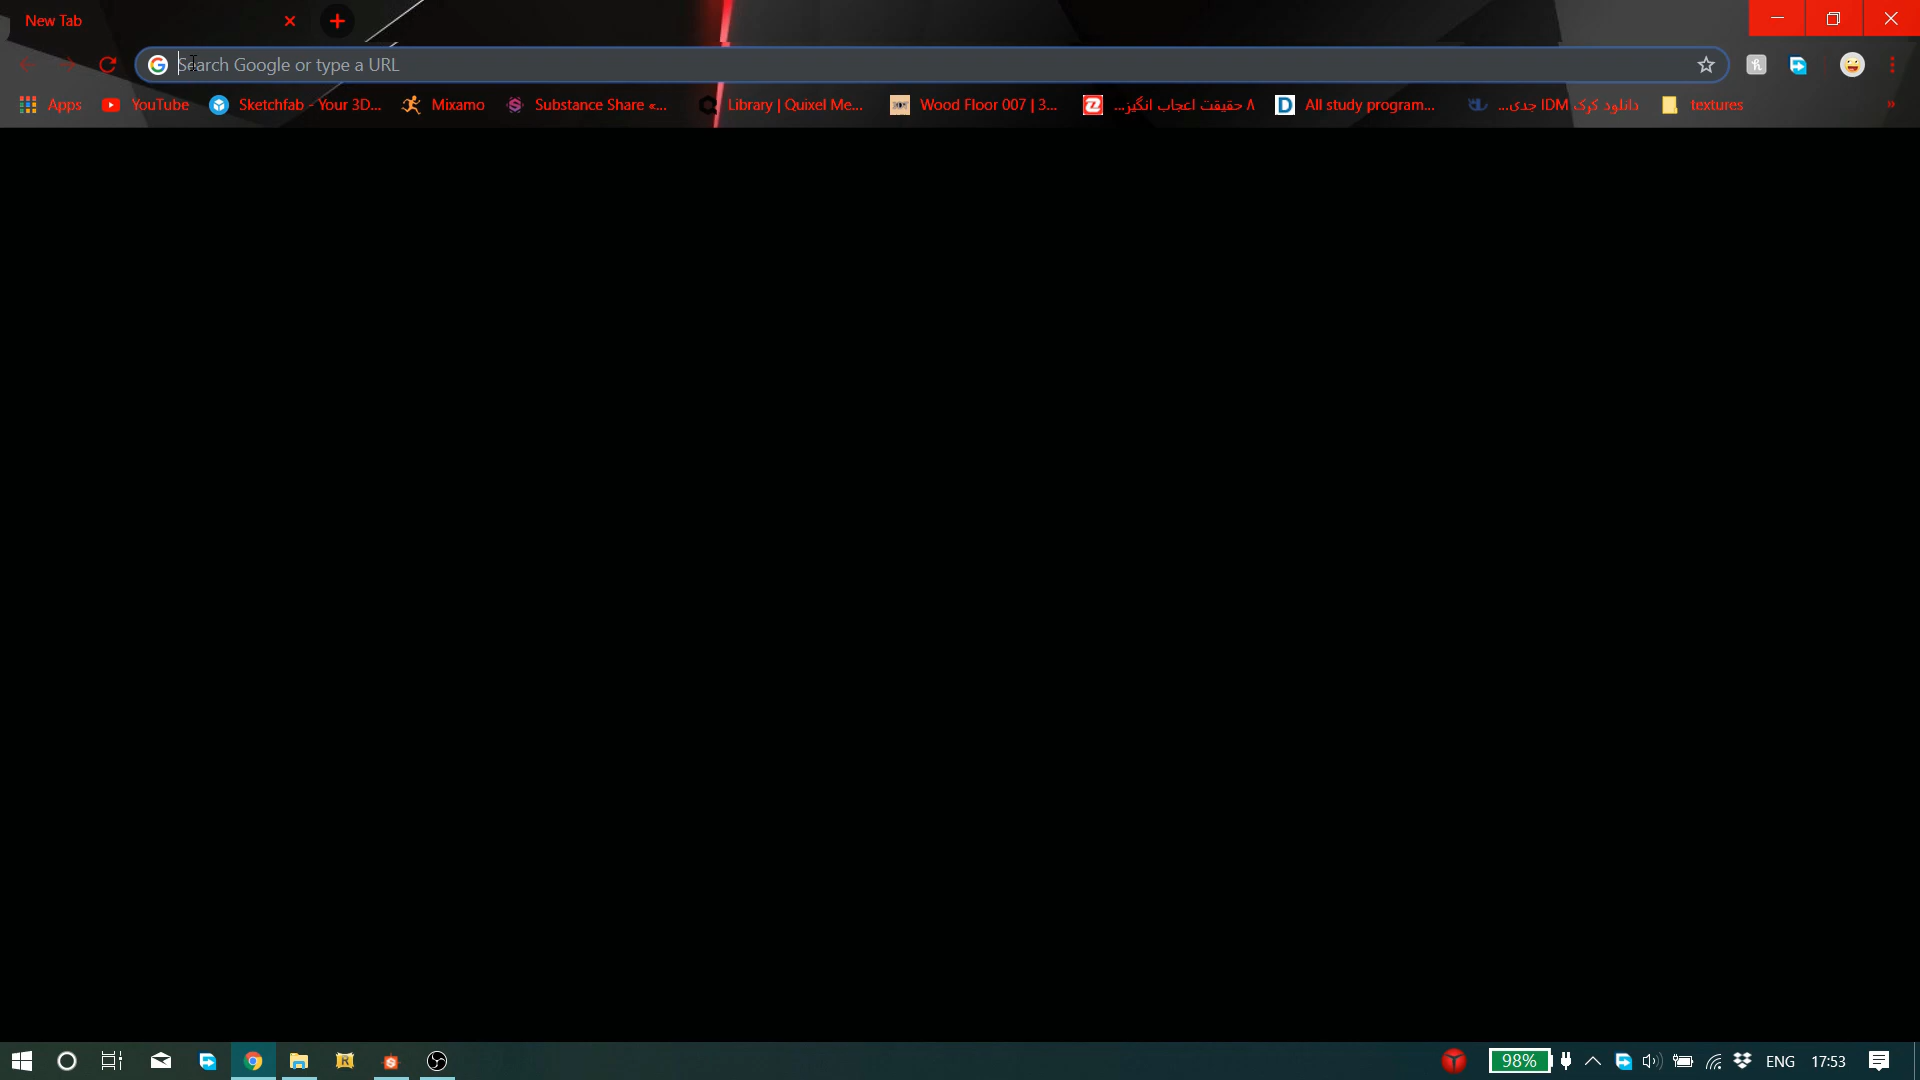 New Tab
Search Google or type a URL
Apps
YouTube
Sketchfab - Your 3D...
Mixamo
Substance Share «...
Library | Quixel Me...
Wood Floor 007 | 3...
۸ حقیقت اعجاب انگیز...
All study program...
دانلود کرک IDM جدی...
textures
98%
ENG
17:53